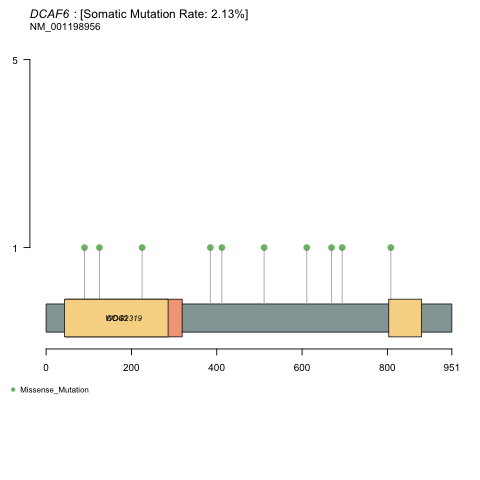 DCAF6 : [Somatic Mutation Rate: 2.13%]
NM_001198956
5
1
0 200 400 600 800 951
Missense_Mutation